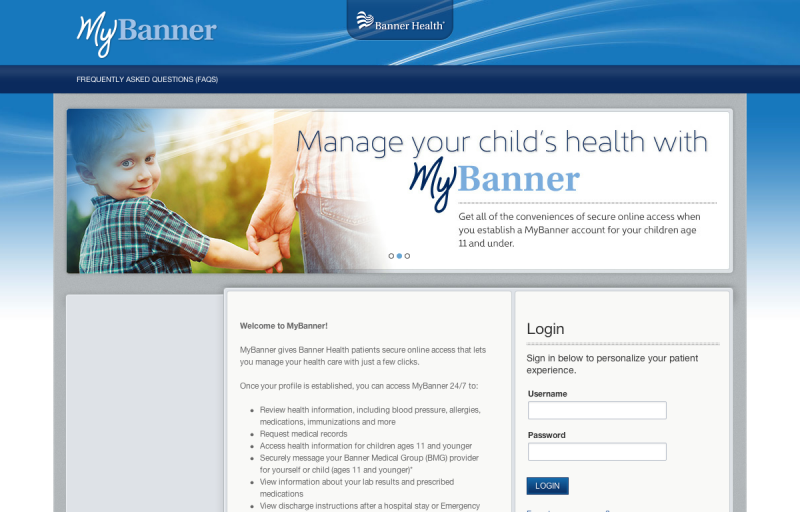 MyBanner
Banner Health®
FREQUENTLY ASKED QUESTIONS (FAQS)
Manage your child's health with
MyBanner
Get all of the conveniences of secure online access when
you establish a MyBanner account for your children age
11 and under.
Welcome to MyBanner!
MyBanner gives Banner Health patients secure online access that lets
you manage your health care with just a few clicks.
Once your profile is established, you can access MyBanner 24/7 to:
Review health information, including blood pressure, allergies,
medications, immunizations and more
Request medical records
Access health information for children ages 11 and younger
Securely message your Banner Medical Group (BMG) provider
for yourself or child (ages 11 and younger)*
View information about your lab results and prescribed
medications
View discharge instructions after a hospital stay or Emergency
Login
Sign in below to personalize your patient
experience.
Username
Password
LOGIN